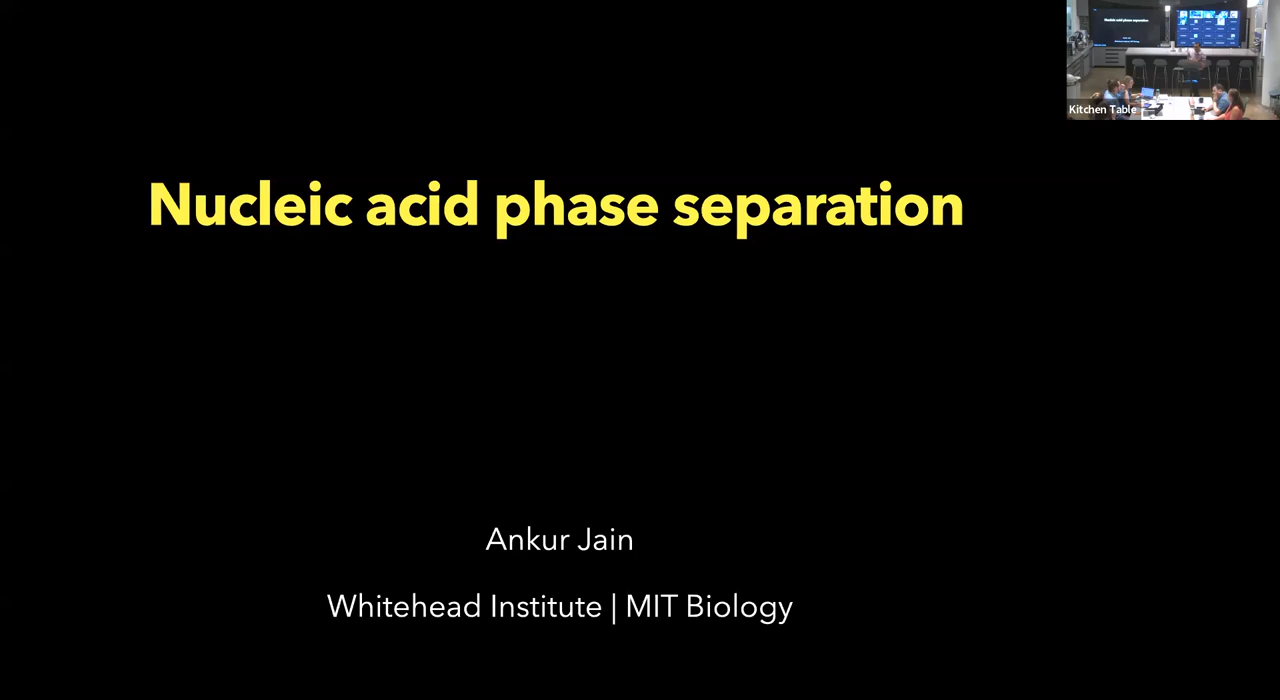 Nucleic acid phase separation
Ankur Jain
Whitehead Institute | MIT Biology
Kitchen Table